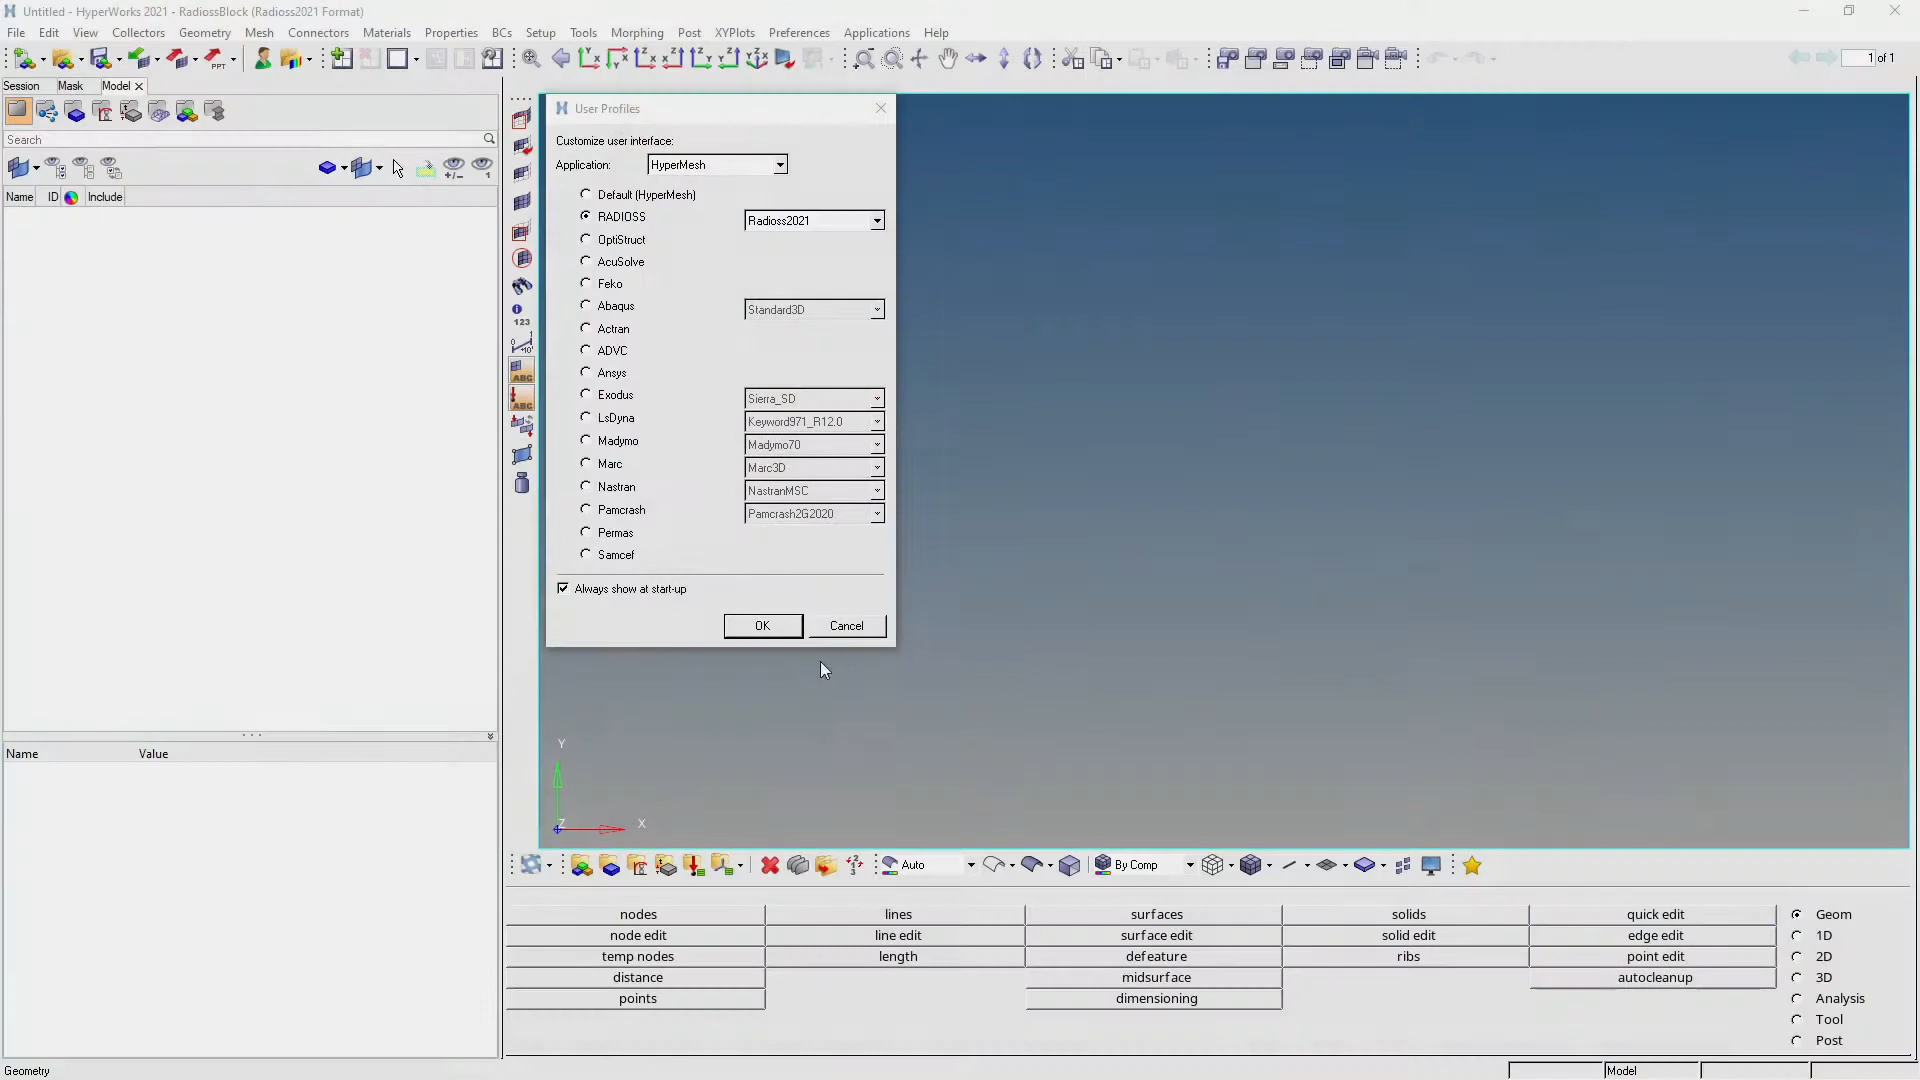 Untitled - HyperWorks 2021 - RadiossBlock (Radioss2021 Format)
File Edit View Collectors Geometry Mesh Connectors Materials Properties BCs Setup Tools Morphing Post XYPlots Preferences Applications Help
1 of 1
Session Mask Model
Search
Name ID Include
User Profiles
Customize user interface:
Application: HyperMesh
Default (HyperMesh)
RADIOSS Radioss2021
OptiStruct
AcuSolve
Feko
Abaqus Standard3D
Actran
ADVC
Ansys
Exodus Sierra_SD
LsDyna Keyword971_R12.0
Madymo Madymo70
Marc Marc3D
Nastran NastranMSC
Pamcrash Pamcrash2G2020
Permas
Samcef
Always show at start-up
OK Cancel
Name Value
Y
Z X
Auto By Comp
nodes lines surfaces solids quick edit Geom
node edit line edit surface edit solid edit edge edit 1D
temp nodes length defeature ribs point edit 2D
distance midsurface autocleanup 3D
points dimensioning Analysis
Tool
Post
Geometry Model